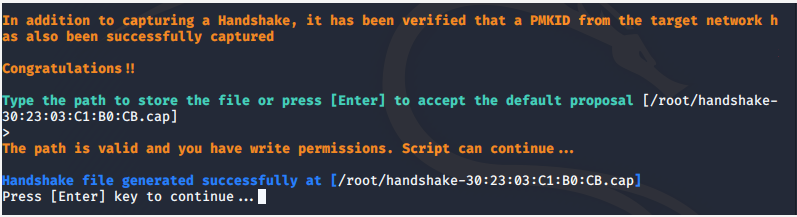 In addition to capturing a Handshake, it has been verified that a PMKID from the target network h
as also been successfully captured
Congratulations!!
Type the path to store the file or press [Enter] to accept the default proposal [/root/handshake-
30:23:03:C1:B0:CB.cap]
>
The path is valid and you have write permissions. Script can continue...
Handshake file generated successfully at [/root/handshake-30:23:03:C1:B0:CB.cap]
Press [Enter] key to continue...